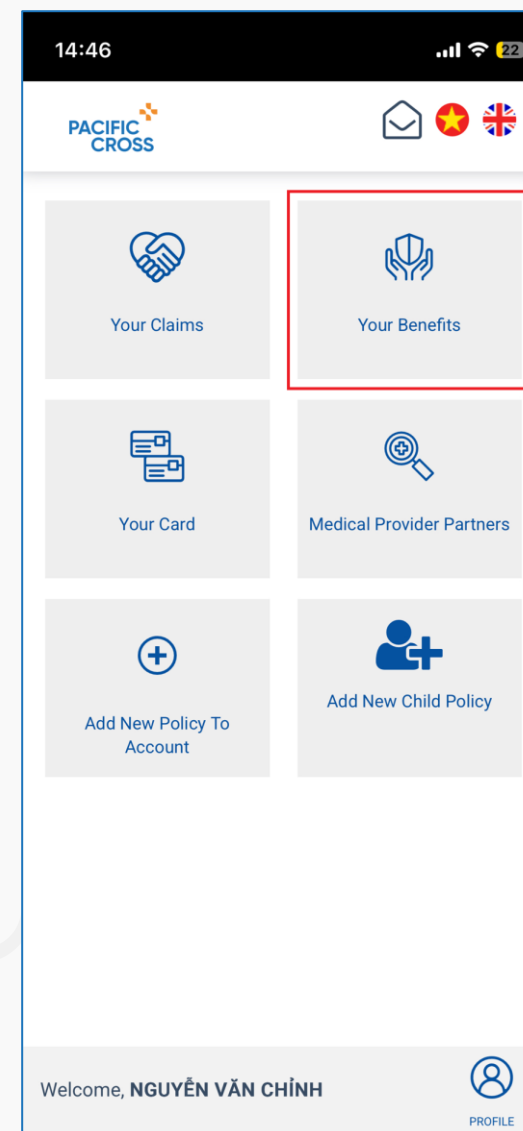 14:46
22
PACIFIC
CROSS
Your Claims
Your Benefits
Your Card
Medical Provider Partners
Add New Policy To
Account
Add New Child Policy
Welcome, NGUYỄN VĂN CHỈNH
PROFILE